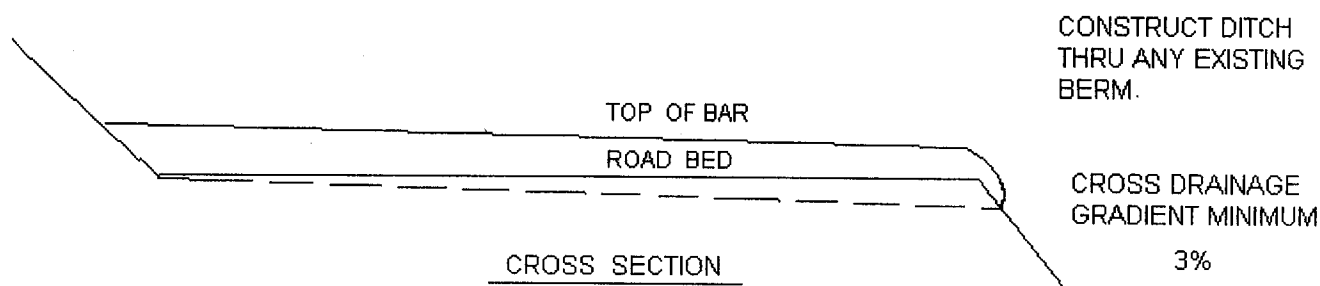 CONSTRUCT DITCH
THRU ANY EXISTING
BERM.
TOP OF BAR
ROAD BED
CROSS DRAINAGE
GRADIENT MINIMUM
3%
CROSS SECTION